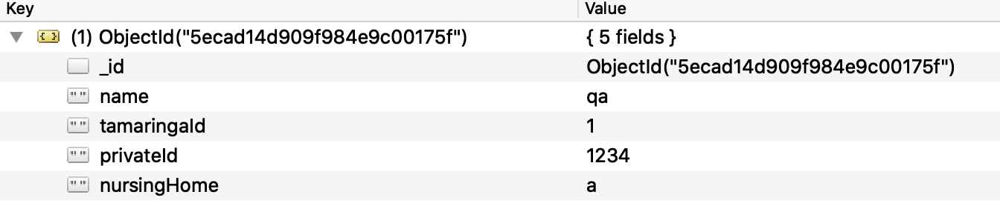 Key Value
(1) ObjectId("5ecad14d909f984e9c00175f") { 5 fields }
_id ObjectId("5ecad14d909f984e9c00175f")
" " name qa
" " tamaringaId 1
" " privateId 1234
" " nursingHome a